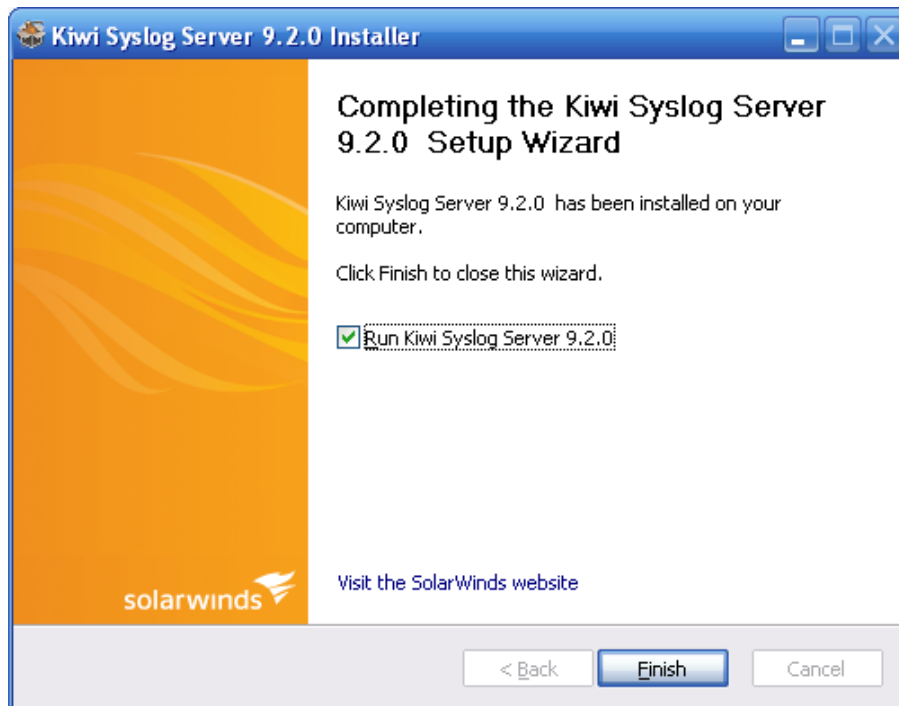 Kiwi Syslog Server 9.2.0 Installer
Completing the Kiwi Syslog Server
9.2.0 Setup Wizard
Kiwi Syslog Server 9.2.0 has been installed on your
computer.
Click Finish to close this wizard.
Run Kiwi Syslog Server 9.2.0
solarwinds
Visit the SolarWinds website
< Back
Finish
Cancel